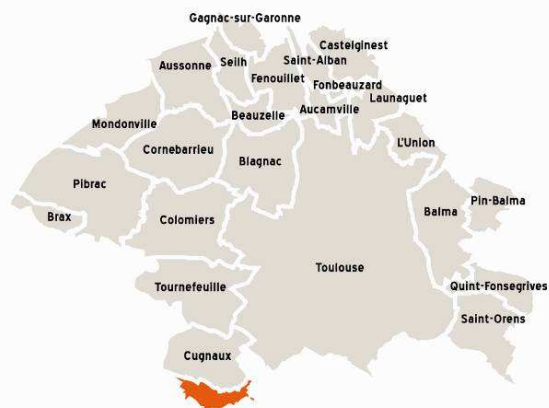 Gagnac-sur-Garonne
Castelginest
Seilh
Saint-Alban
Aussonne
Fenouillet
Fonbeauzard
Launaguet
Beauzelle
Aucamville
Mondonville
L'Union
Cornebarrieu
Blagnac
Pibrac
Pin-Balma
Balma
Brax
Colomiers
Toulouse
Tournefeuille
Quint-Fonsegrives
Saint-Orens
Cugnaux